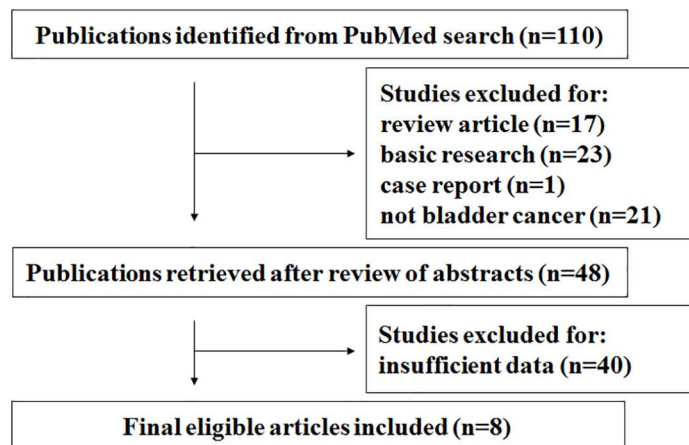 Publications identified from PubMed search (n=110)
Studies excluded for:
review article (n=17)
basic research (n=23)
case report (n=1)
not bladder cancer (n=21)
Publications retrieved after review of abstracts (n=48)
Studies excluded for:
insufficient data (n=40)
Final eligible articles included (n=8)